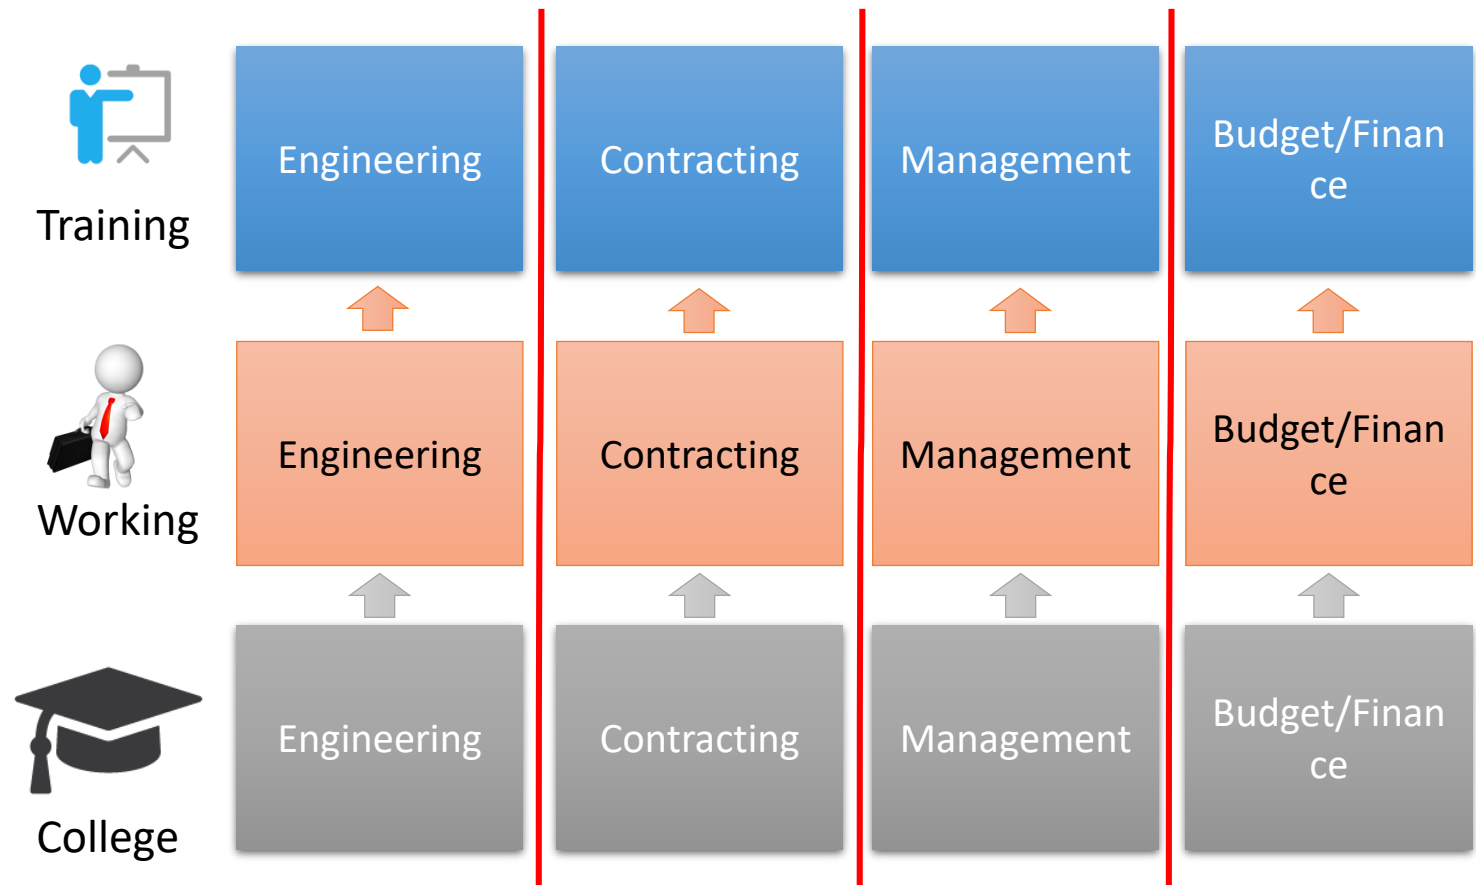 Training
Engineering
Contracting
Management
Budget/Finan
ce
Working
Engineering
Contracting
Management
Budget/Finan
ce
College
Engineering
Contracting
Management
Budget/Finan
ce